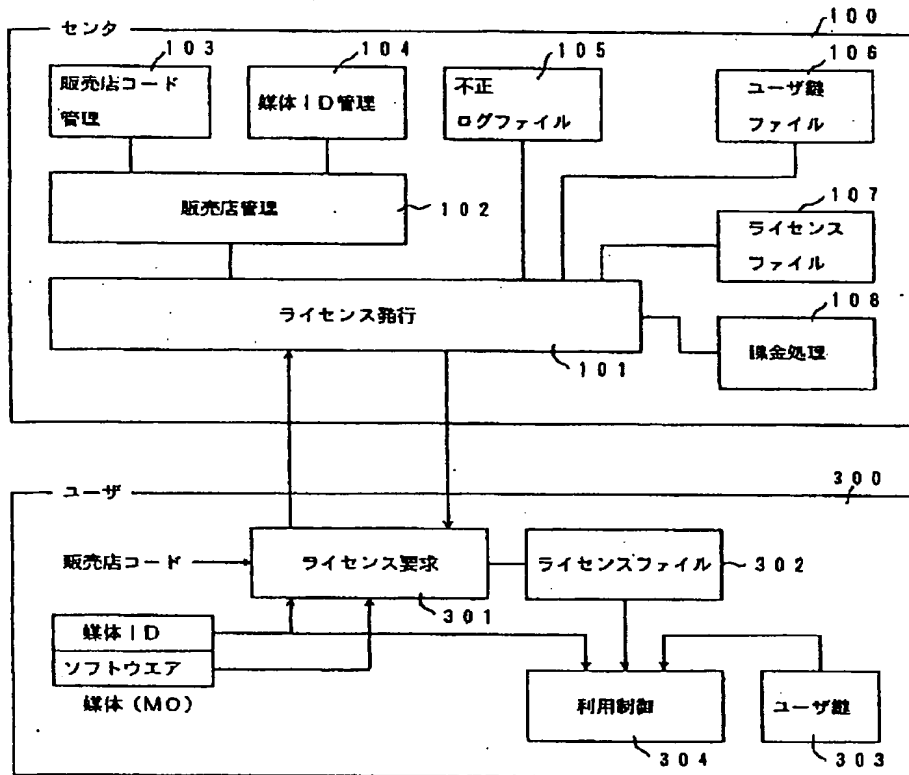 センタ
100
103
104
105
106
販売店コード
管理
媒体ID管理
不正
ログファイル
ユーザ鍵
ファイル
販売店管理
102
107
ライセンス
ファイル
ライセンス発行
101
108
課金処理
ユーザ
300
販売店コード
ライセンス要求
301
ライセンスファイル
302
媒体ID
ソフトウエア
媒体(MO)
利用制御
304
ユーザ鍵
303